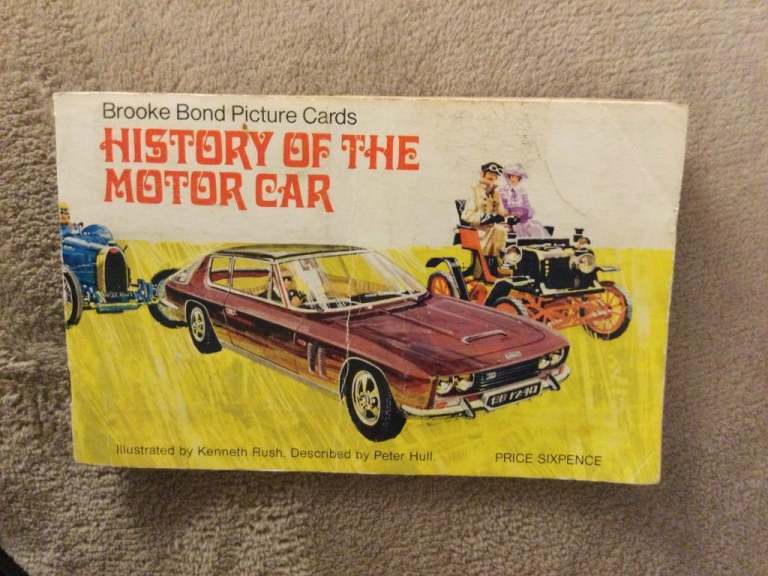 Brooke Bond Picture Cards
HISTORY OF THE
MOTOR CAR
Illustrated by Kenneth Rush. Described by Peter Hull.
PRICE SIXPENCE